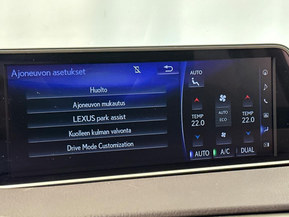 Ajoneuvon asetukset
Huolto
Ajoneuvon mukautus
LEXUS park assist
Kuolleen kulman valvonta
Drive Mode Customization
AUTO
TEMP
22.0
AUTO
ECO
TEMP
22.0
AUTO
A/C
DUAL